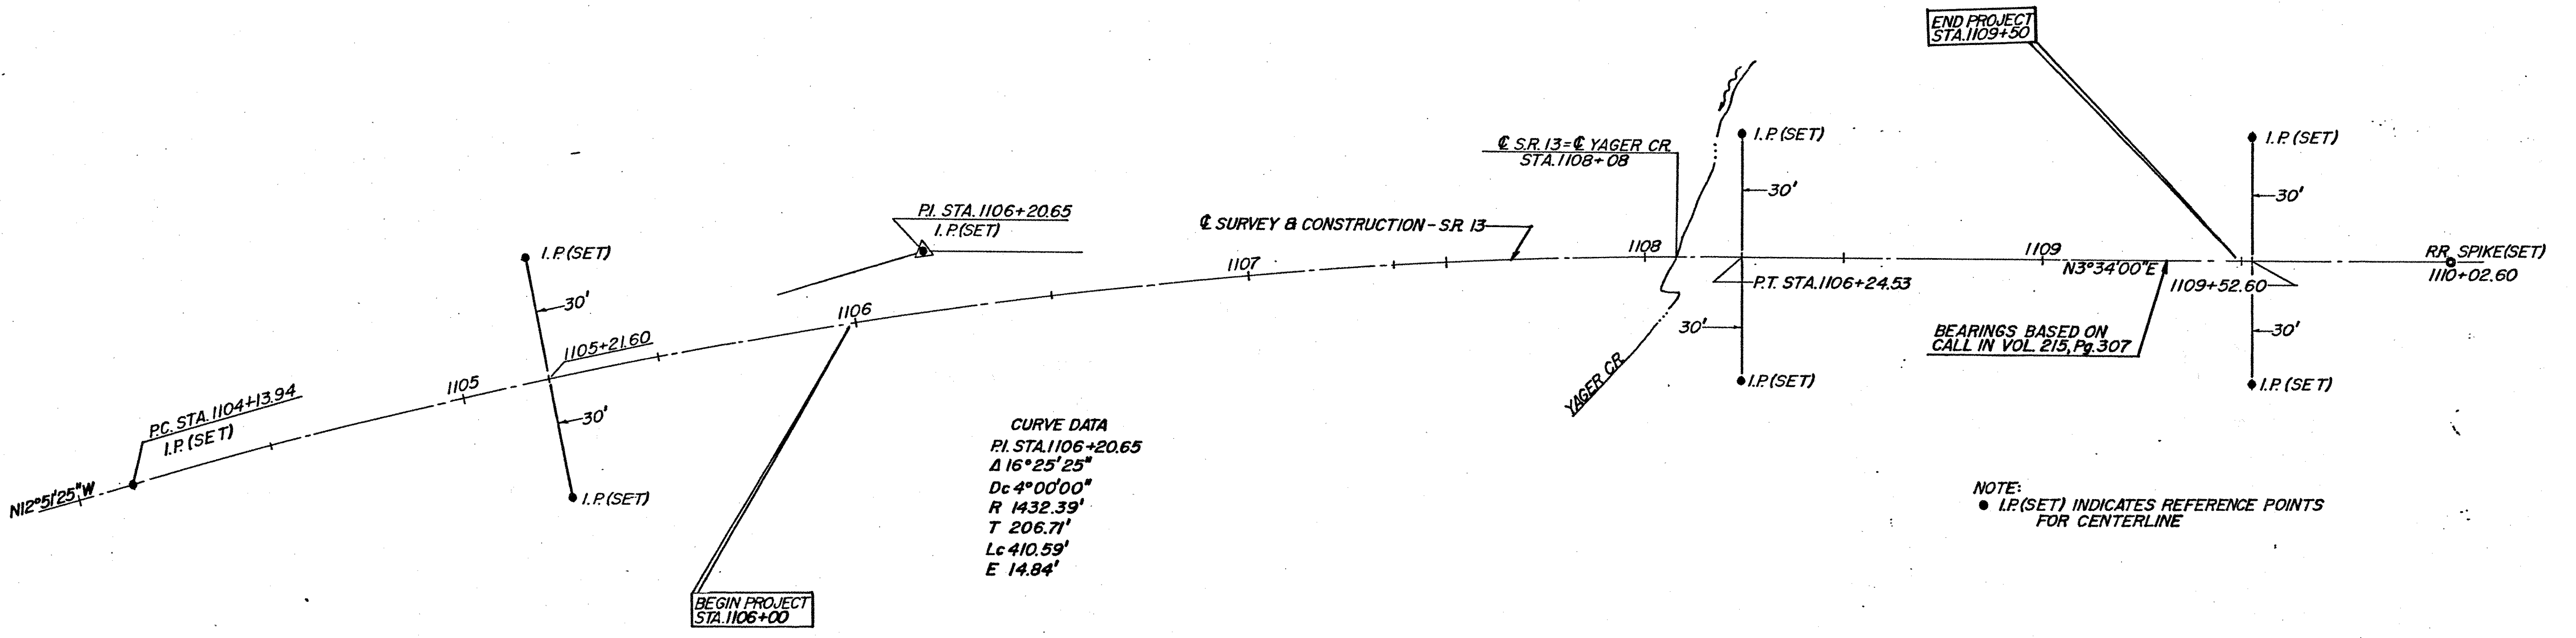 END PROJECT
STA.1109+50
I.P.(SET)
I.P.(SET)
℄ S.R. 13=℄ YAGER CR.
STA.1108+08
30'
30'
P.I. STA.1106+20.65
I.P.(SET)
℄ SURVEY & CONSTRUCTION-S.R. 13
I.P.(SET)
1107
1108
1109
N3°34'00"E
RR. SPIKE(SET)
1110+02.60
P.T. STA.1106+24.53
1109+52.60
30'
1106
30'
30'
BEARINGS BASED ON
CALL IN VOL. 215, Pg.307
1105+21.60
YAGER CR.
1105
I.P.(SET)
I.P.(SET)
P.C. STA.1104+13.94
I.P.(SET)
30'
N12°51'25"W
I.P.(SET)
CURVE DATA
P.I. STA.1106+20.65
Δ 16°25'25"
Dc 4°00'00"
R 1432.39'
T 206.71'
Lc 410.59'
E 14.84'
NOTE:
● I.P.(SET) INDICATES REFERENCE POINTS
FOR CENTERLINE
BEGIN PROJECT
STA.1106+00